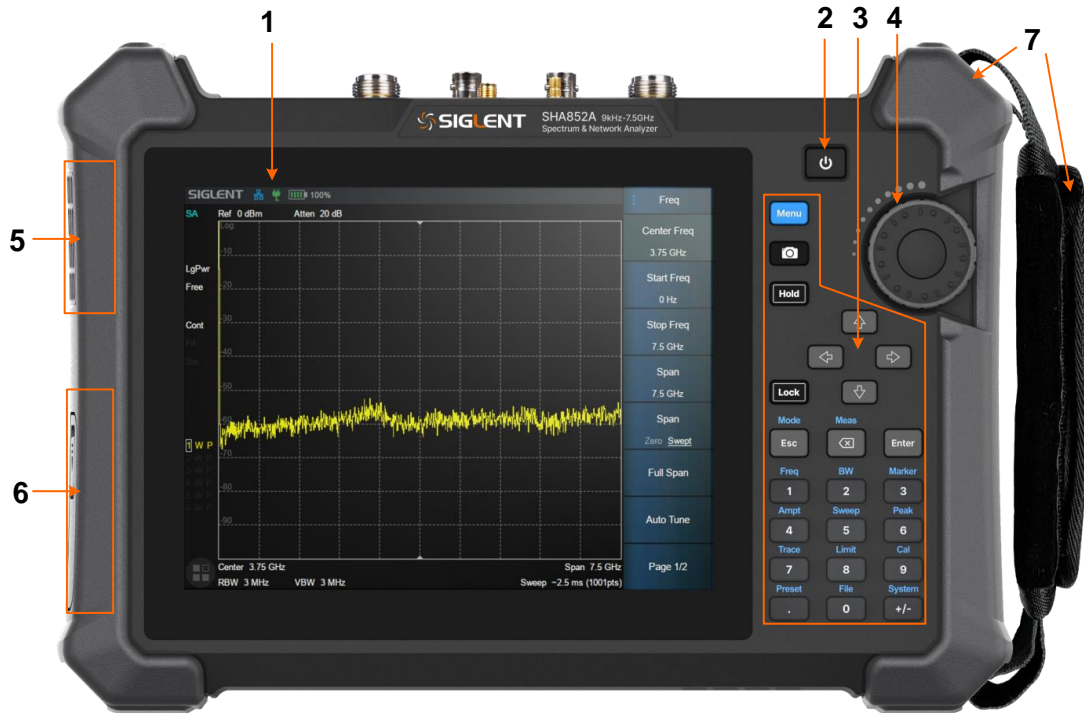 1
2
3
4
7
5
6
SIGLENT
SHA852A 9kHz-7.5GHz
Spectrum & Network Analyzer
SIGLENT 100%
SA
Ref 0 dBm Atten 20 dB
Log
-10
LgPwr
Free
-20
-30
Cont
PA
-40
-50
-60
1 W P
-70
-80
-90
Center 3.75 GHz Span 7.5 GHz
RBW 3 MHz VBW 3 MHz Sweep ~2.5 ms (1001pts)
Freq
Center Freq
3.75 GHz
Start Freq
0 Hz
Stop Freq
7.5 GHz
Span
7.5 GHz
Span
Zero Swept
Full Span
Auto Tune
Page 1/2
Menu
Hold
Lock
Mode Meas
Esc Enter
Freq BW Marker
1 2 3
Ampt Sweep Peak
4 5 6
Trace Limit Cal
7 8 9
Preset File System
. 0 +/-